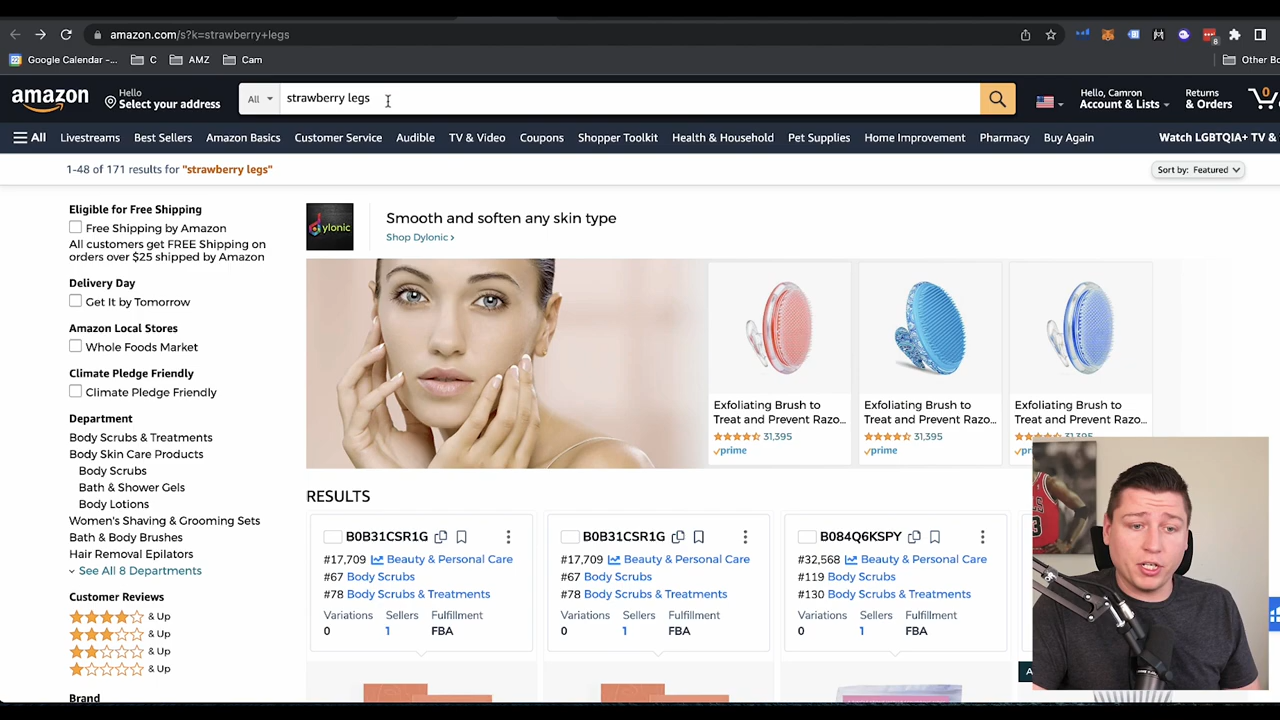 amazon.com/s?k=strawberry+legs
8
Google Calendar –... C AMZ Cam Other Bo
amazon
Hello
Select your address
All
strawberry legs
Hello, Camron
Account & Lists
Returns
& Orders
0
All Livestreams Best Sellers Amazon Basics Customer Service Audible TV & Video Coupons Shopper Toolkit Health & Household Pet Supplies Home Improvement Pharmacy Buy Again Watch LGBTQIA+ TV &
1-48 of 171 results for "strawberry legs"
Sort by: Featured
Eligible for Free Shipping
Free Shipping by Amazon
All customers get FREE Shipping on
orders over $25 shipped by Amazon
Delivery Day
Get It by Tomorrow
Amazon Local Stores
Whole Foods Market
Climate Pledge Friendly
Climate Pledge Friendly
Department
Body Scrubs & Treatments
Body Skin Care Products
Body Scrubs
Bath & Shower Gels
Body Lotions
Women's Shaving & Grooming Sets
Bath & Body Brushes
Hair Removal Epilators
See All 8 Departments
Customer Reviews
& Up
& Up
& Up
& Up
Brand
ylonic
Smooth and soften any skin type
Shop Dylonic ›
Exfoliating Brush to
Treat and Prevent Razo...
31,395
prime
Exfoliating Brush to
Treat and Prevent Razo...
31,395
prime
Exfoliating Brush to
Treat and Prevent Razo...
31,395
RESULTS
B0B31CSR1G
#17,709 Beauty & Personal Care
#67 Body Scrubs
#78 Body Scrubs & Treatments
Variations Sellers Fulfillment
0 1 FBA
B0B31CSR1G
#17,709 Beauty & Personal Care
#67 Body Scrubs
#78 Body Scrubs & Treatments
Variations Sellers Fulfillment
0 1 FBA
B084Q6KSPY
#32,568 Beauty & Personal Care
#119 Body Scrubs
#130 Body Scrubs & Treatments
Variations Sellers Fulfillment
0 1 FBA